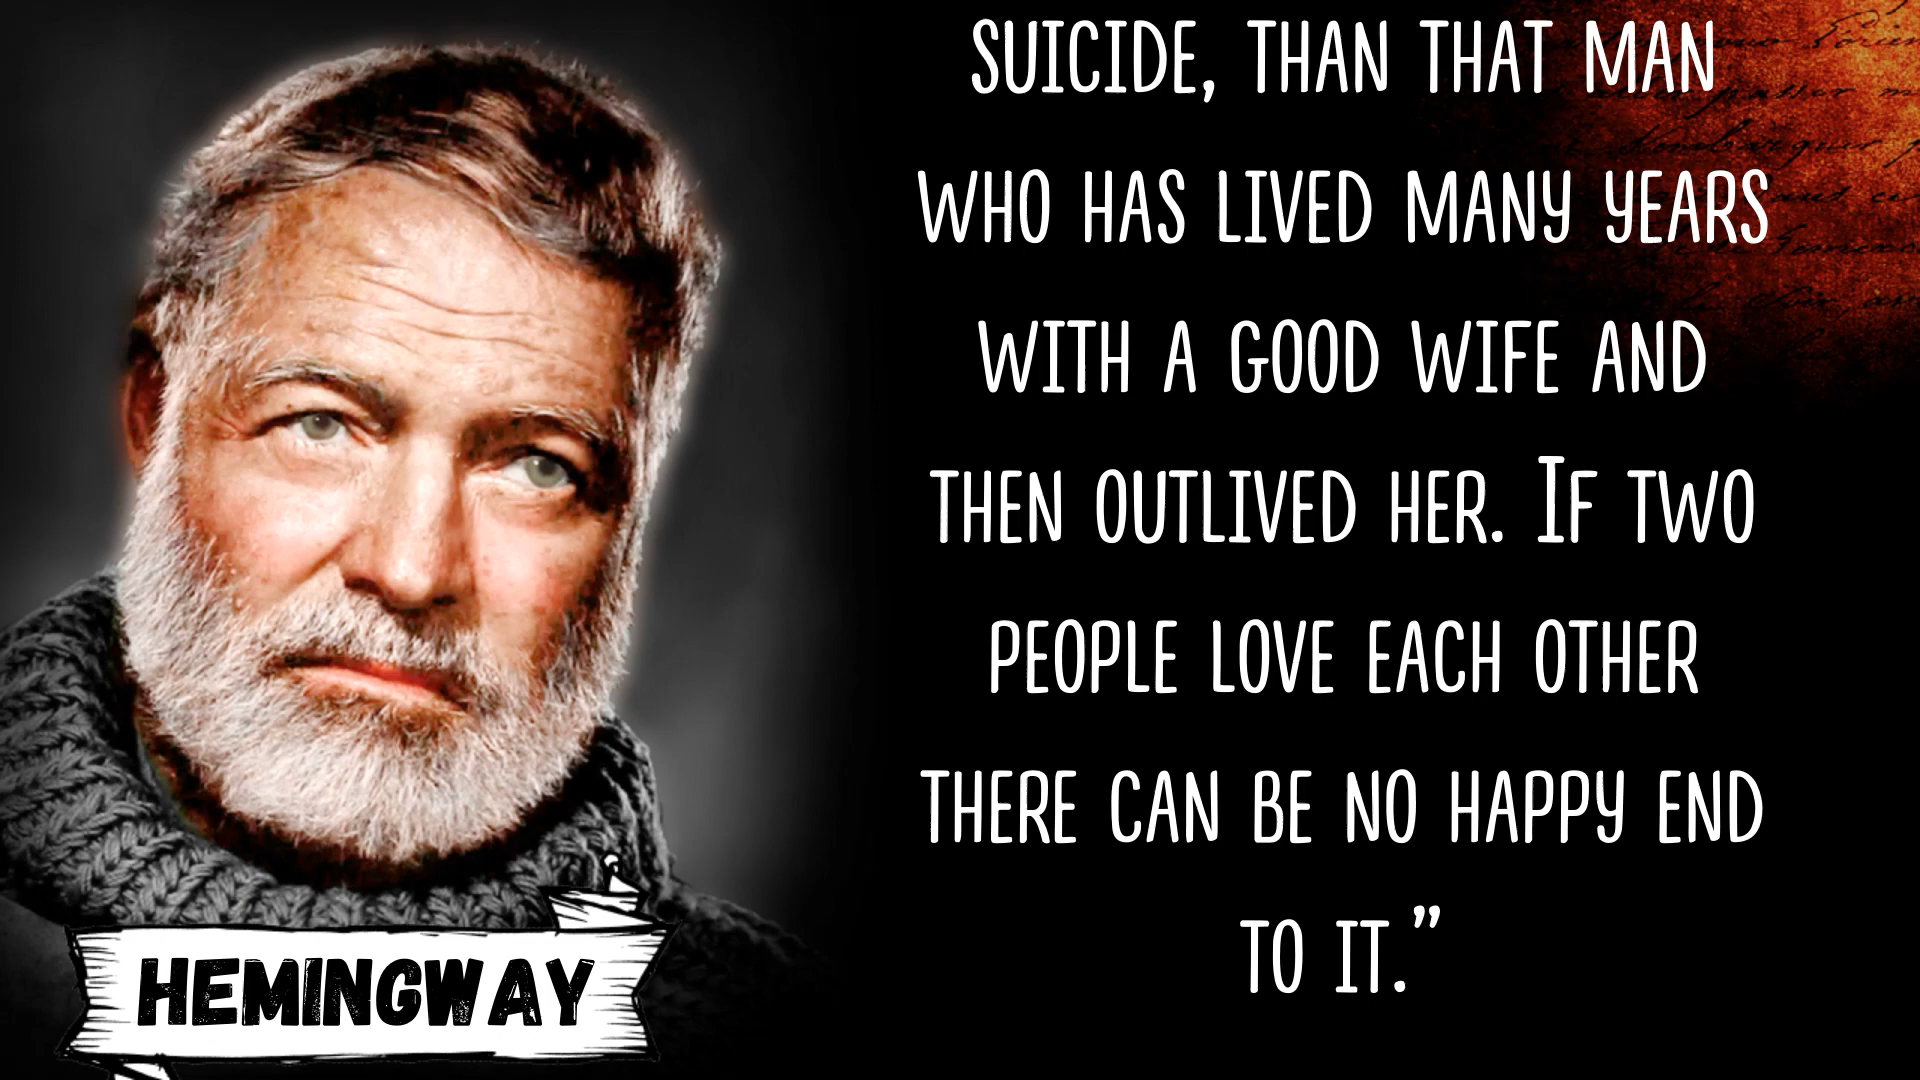 SUICIDE, THAN THAT MAN
WHO HAS LIVED MANY YEARS
WITH A GOOD WIFE AND
THEN OUTLIVED HER. IF TWO
PEOPLE LOVE EACH OTHER
THERE CAN BE NO HAPPY END
TO IT.”
HEMINGWAY